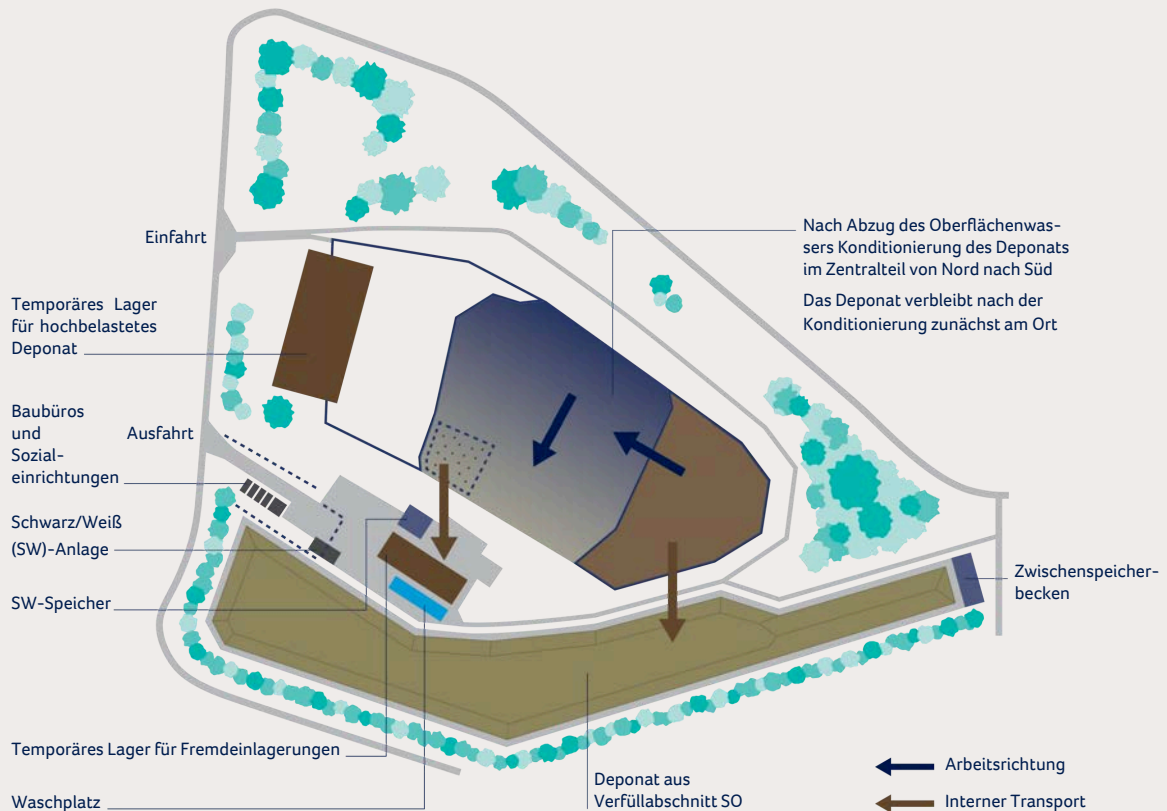 Einfahrt
Nach Abzug des Oberflächenwas-
sers Konditionierung des Deponats
im Zentralteil von Nord nach Süd
Das Deponat verbleibt nach der
Konditionierung zunächst am Ort
Temporäres Lager
für hochbelastetes
Deponat
Baubüros
und
Sozial-
einrichtungen
Ausfahrt
Schwarz/Weiß
(SW)-Anlage
SW-Speicher
Zwischenspeicher-
becken
Temporäres Lager für Fremdeinlagerungen
Waschplatz
Deponat aus
Verfüllabschnitt SO
Arbeitsrichtung
Interner Transport